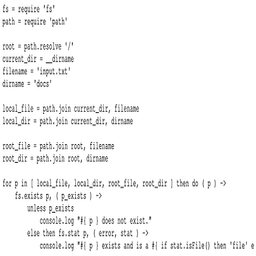 fs = require 'fs'
path = require 'path'

root = path.resolve '/'
current_dir = __dirname
filename = 'input.txt'
dirname = 'docs'

local_file = path.join current_dir, filename
local_dir = path.join current_dir, dirname

root_file = path.join root, filename
root_dir = path.join root, dirname

for p in [ local_file, local_dir, root_file, root_dir ] then do ( p ) ->
    fs.exists p, ( p_exists ) ->
        unless p_exists
            console.log "#{ p } does not exist."
        else then fs.stat p, ( error, stat ) ->
            console.log "#{ p } exists and is a #{ if stat.isFile() then 'file' e